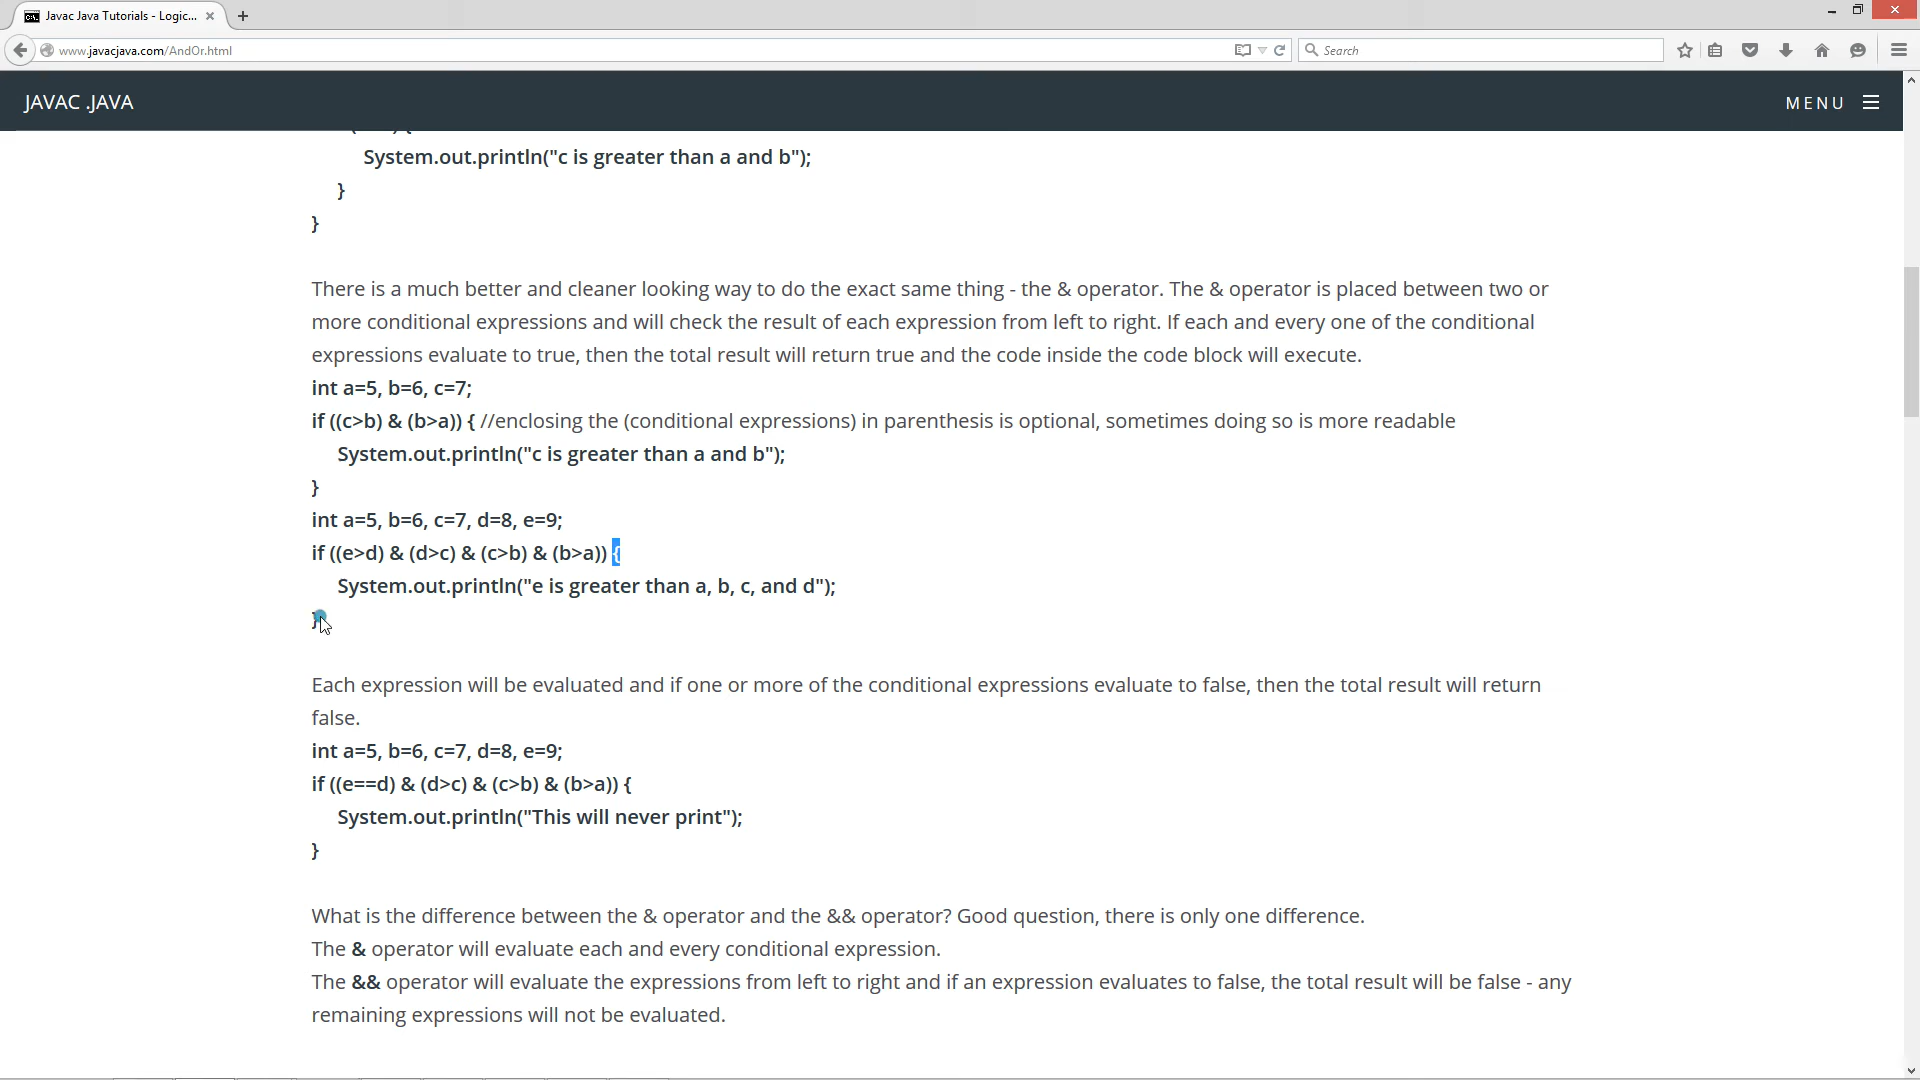 Javac Java Tutorials - Logic...
www.javacjava.com/AndOr.html
Search
JAVAC .JAVA
MENU
System.out.println("c is greater than a and b");
}
}
There is a much better and cleaner looking way to do the exact same thing - the & operator. The & operator is placed between two or
more conditional expressions and will check the result of each expression from left to right. If each and every one of the conditional
expressions evaluate to true, then the total result will return true and the code inside the code block will execute.
int a=5, b=6, c=7;
if ((c>b) & (b>a)) { //enclosing the (conditional expressions) in parenthesis is optional, sometimes doing so is more readable
System.out.println("c is greater than a and b");
}
int a=5, b=6, c=7, d=8, e=9;
if ((e>d) & (d>c) & (c>b) & (b>a)) {
System.out.println("e is greater than a, b, c, and d");
}
Each expression will be evaluated and if one or more of the conditional expressions evaluate to false, then the total result will return
false.
int a=5, b=6, c=7, d=8, e=9;
if ((e==d) & (d>c) & (c>b) & (b>a)) {
System.out.println("This will never print");
}
What is the difference between the & operator and the && operator? Good question, there is only one difference.
The & operator will evaluate each and every conditional expression.
The && operator will evaluate the expressions from left to right and if an expression evaluates to false, the total result will be false - any
remaining expressions will not be evaluated.